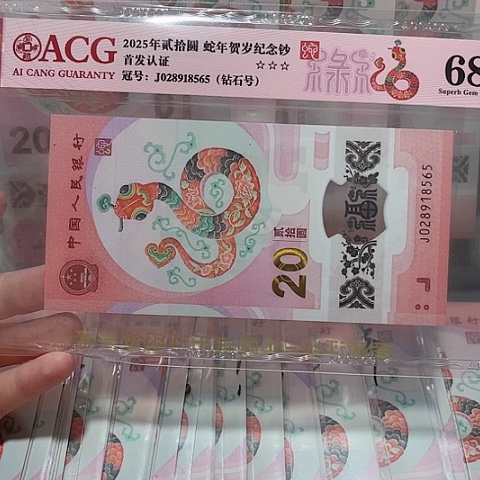 ACG
AI CANG GUARANTY
2025年贰拾圆 蛇年贺岁纪念钞
首发认证 ☆☆☆
冠号: J028918565 (钻石号)
68
Superb Gem
中国人民银行
贰拾圆
20
J028918565